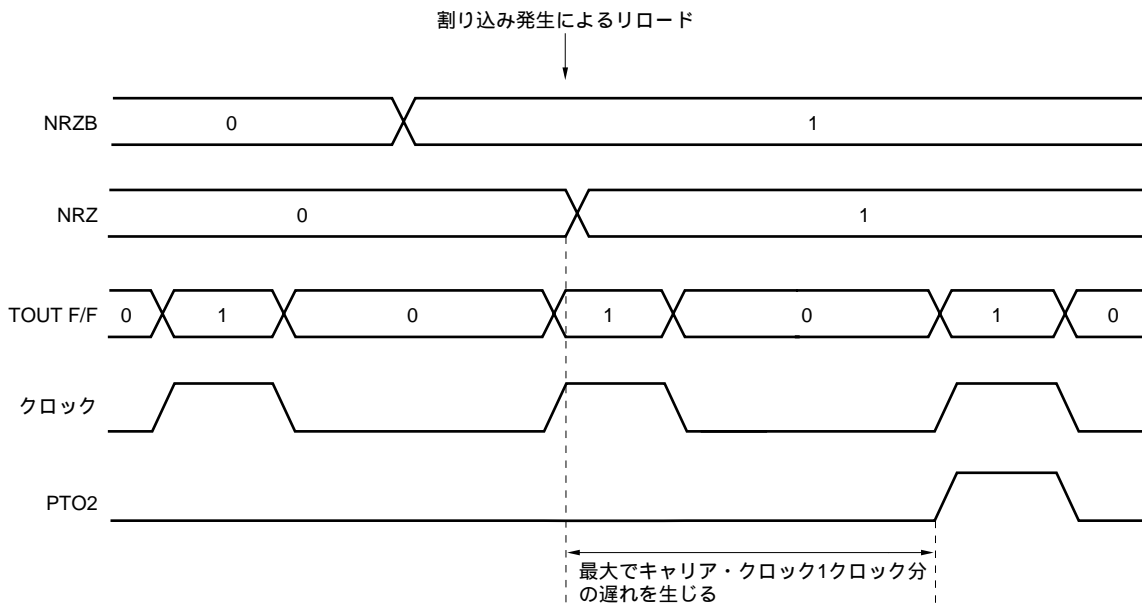 割り込み発生によるリロード
NRZB 0 1
NRZ 0 1
TOUT F/F 0 1 0 1 0 1 0
クロック
PTO2
最大でキャリア・クロック1クロック分
の遅れを生じる